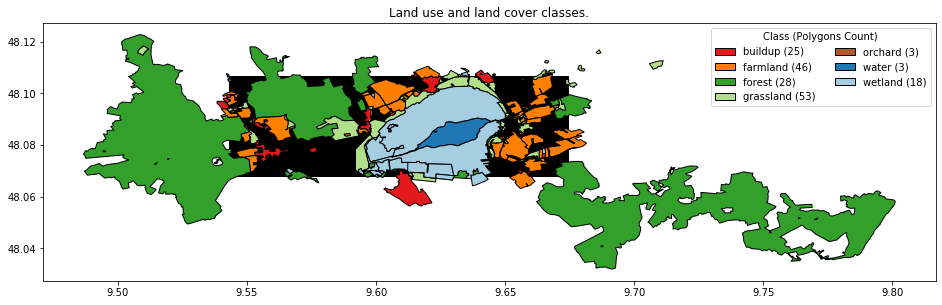 Land use and land cover classes.
Class (Polygons Count)
buildup (25)
farmland (46)
forest (28)
grassland (53)
orchard (3)
water (3)
wetland (18)
48.12
48.10
48.08
48.06
48.04
9.50 9.55 9.60 9.65 9.70 9.75 9.80